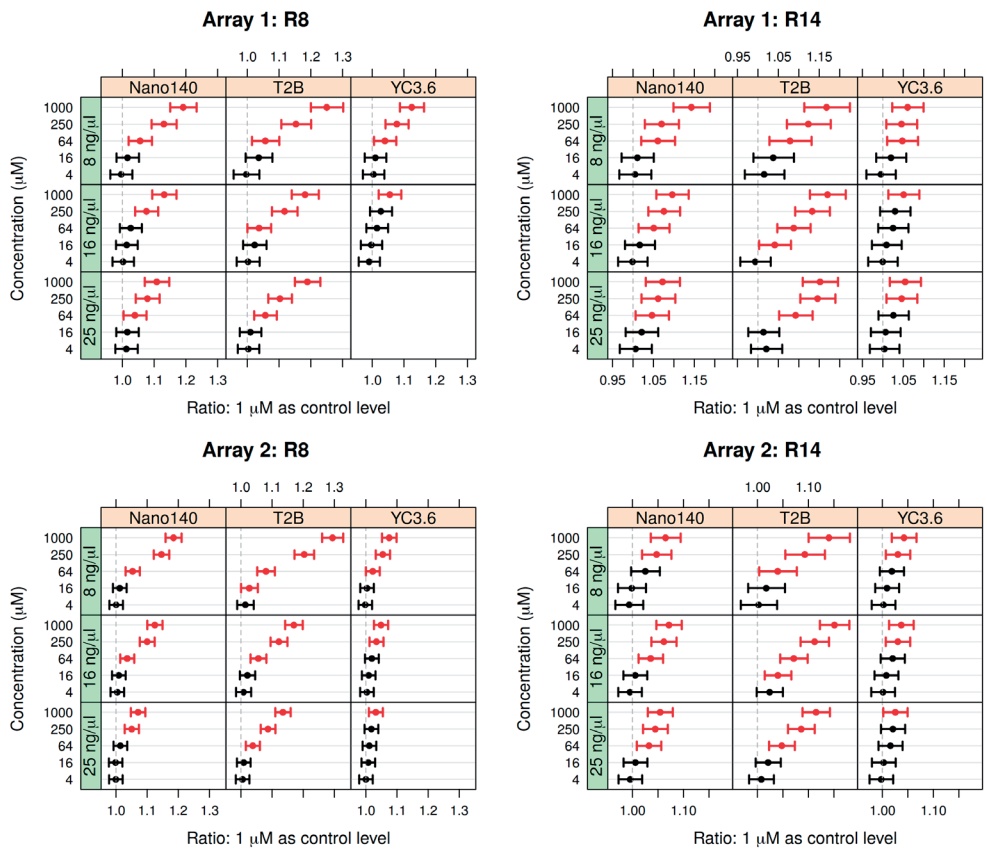 Array 1: R8
1.0 1.1 1.2 1.3
Nano140 T2B YC3.6
Concentration (μM)
8 ng/μl
1000
250
64
16
4
16 ng/μl
1000
250
64
16
4
25 ng/μl
1000
250
64
16
4
1.0 1.1 1.2 1.3 1.0 1.1 1.2 1.3
Ratio: 1 μM as control level
Array 1: R14
0.95 1.05 1.15
Nano140 T2B YC3.6
Concentration (μM)
8 ng/μl
1000
250
64
16
4
16 ng/μl
1000
250
64
16
4
25 ng/μl
1000
250
64
16
4
0.95 1.05 1.15 0.95 1.05 1.15
Ratio: 1 μM as control level
Array 2: R8
1.0 1.1 1.2 1.3
Nano140 T2B YC3.6
Concentration (μM)
8 ng/μl
1000
250
64
16
4
16 ng/μl
1000
250
64
16
4
25 ng/μl
1000
250
64
16
4
1.0 1.1 1.2 1.3 1.0 1.1 1.2 1.3
Ratio: 1 μM as control level
Array 2: R14
1.00 1.10
Nano140 T2B YC3.6
Concentration (μM)
8 ng/μl
1000
250
64
16
4
16 ng/μl
1000
250
64
16
4
25 ng/μl
1000
250
64
16
4
1.00 1.10 1.00 1.10
Ratio: 1 μM as control level